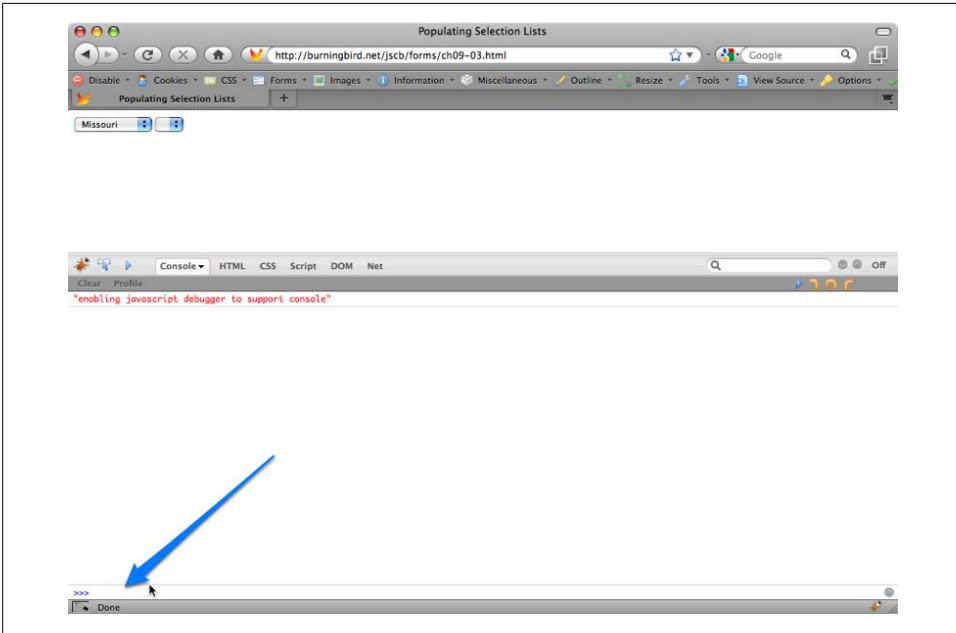 Populating Selection Lists
http://burningbird.net/jscb/forms/ch09-03.html
Google
Disable Cookies CSS Forms Images Information Miscellaneous Outline Resize Tools View Source Options
Populating Selection Lists +
Missouri
Console HTML CSS Script DOM Net
Off
Clear Profile
"enabling javascript debugger to support console"
>>>
Done